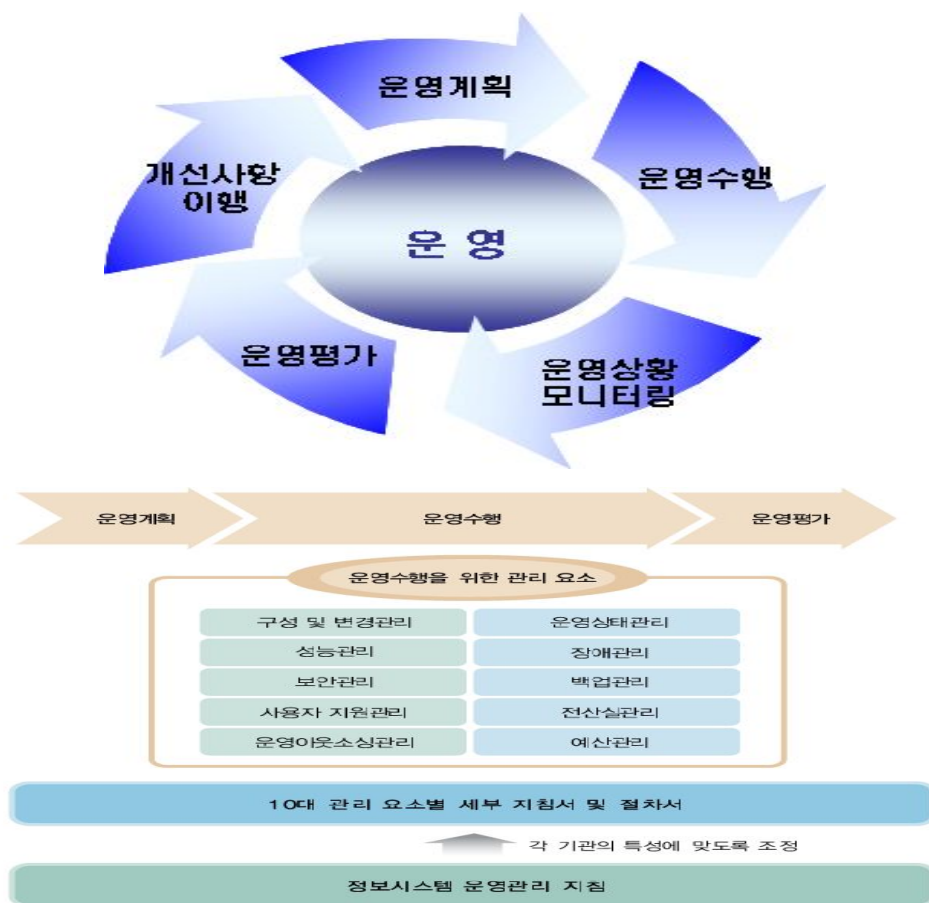 운영계획
운영수행
개선사황
이행
운 영
운영평가
운영상황
모니터링
운영계획
운영수행
운영평가
운영수행을 위한 관리 요소
구성 및 변경관리
운영상태관리
성능관리
장애관리
보안관리
백업관리
사용자 지원관리
전산실관리
운영아웃소싱관리
예산관리
10대 관리 요소별 세부 지침서 및 절차서
각 기관의 특성에 맞도록 조정
정보시스템 운영관리 지침